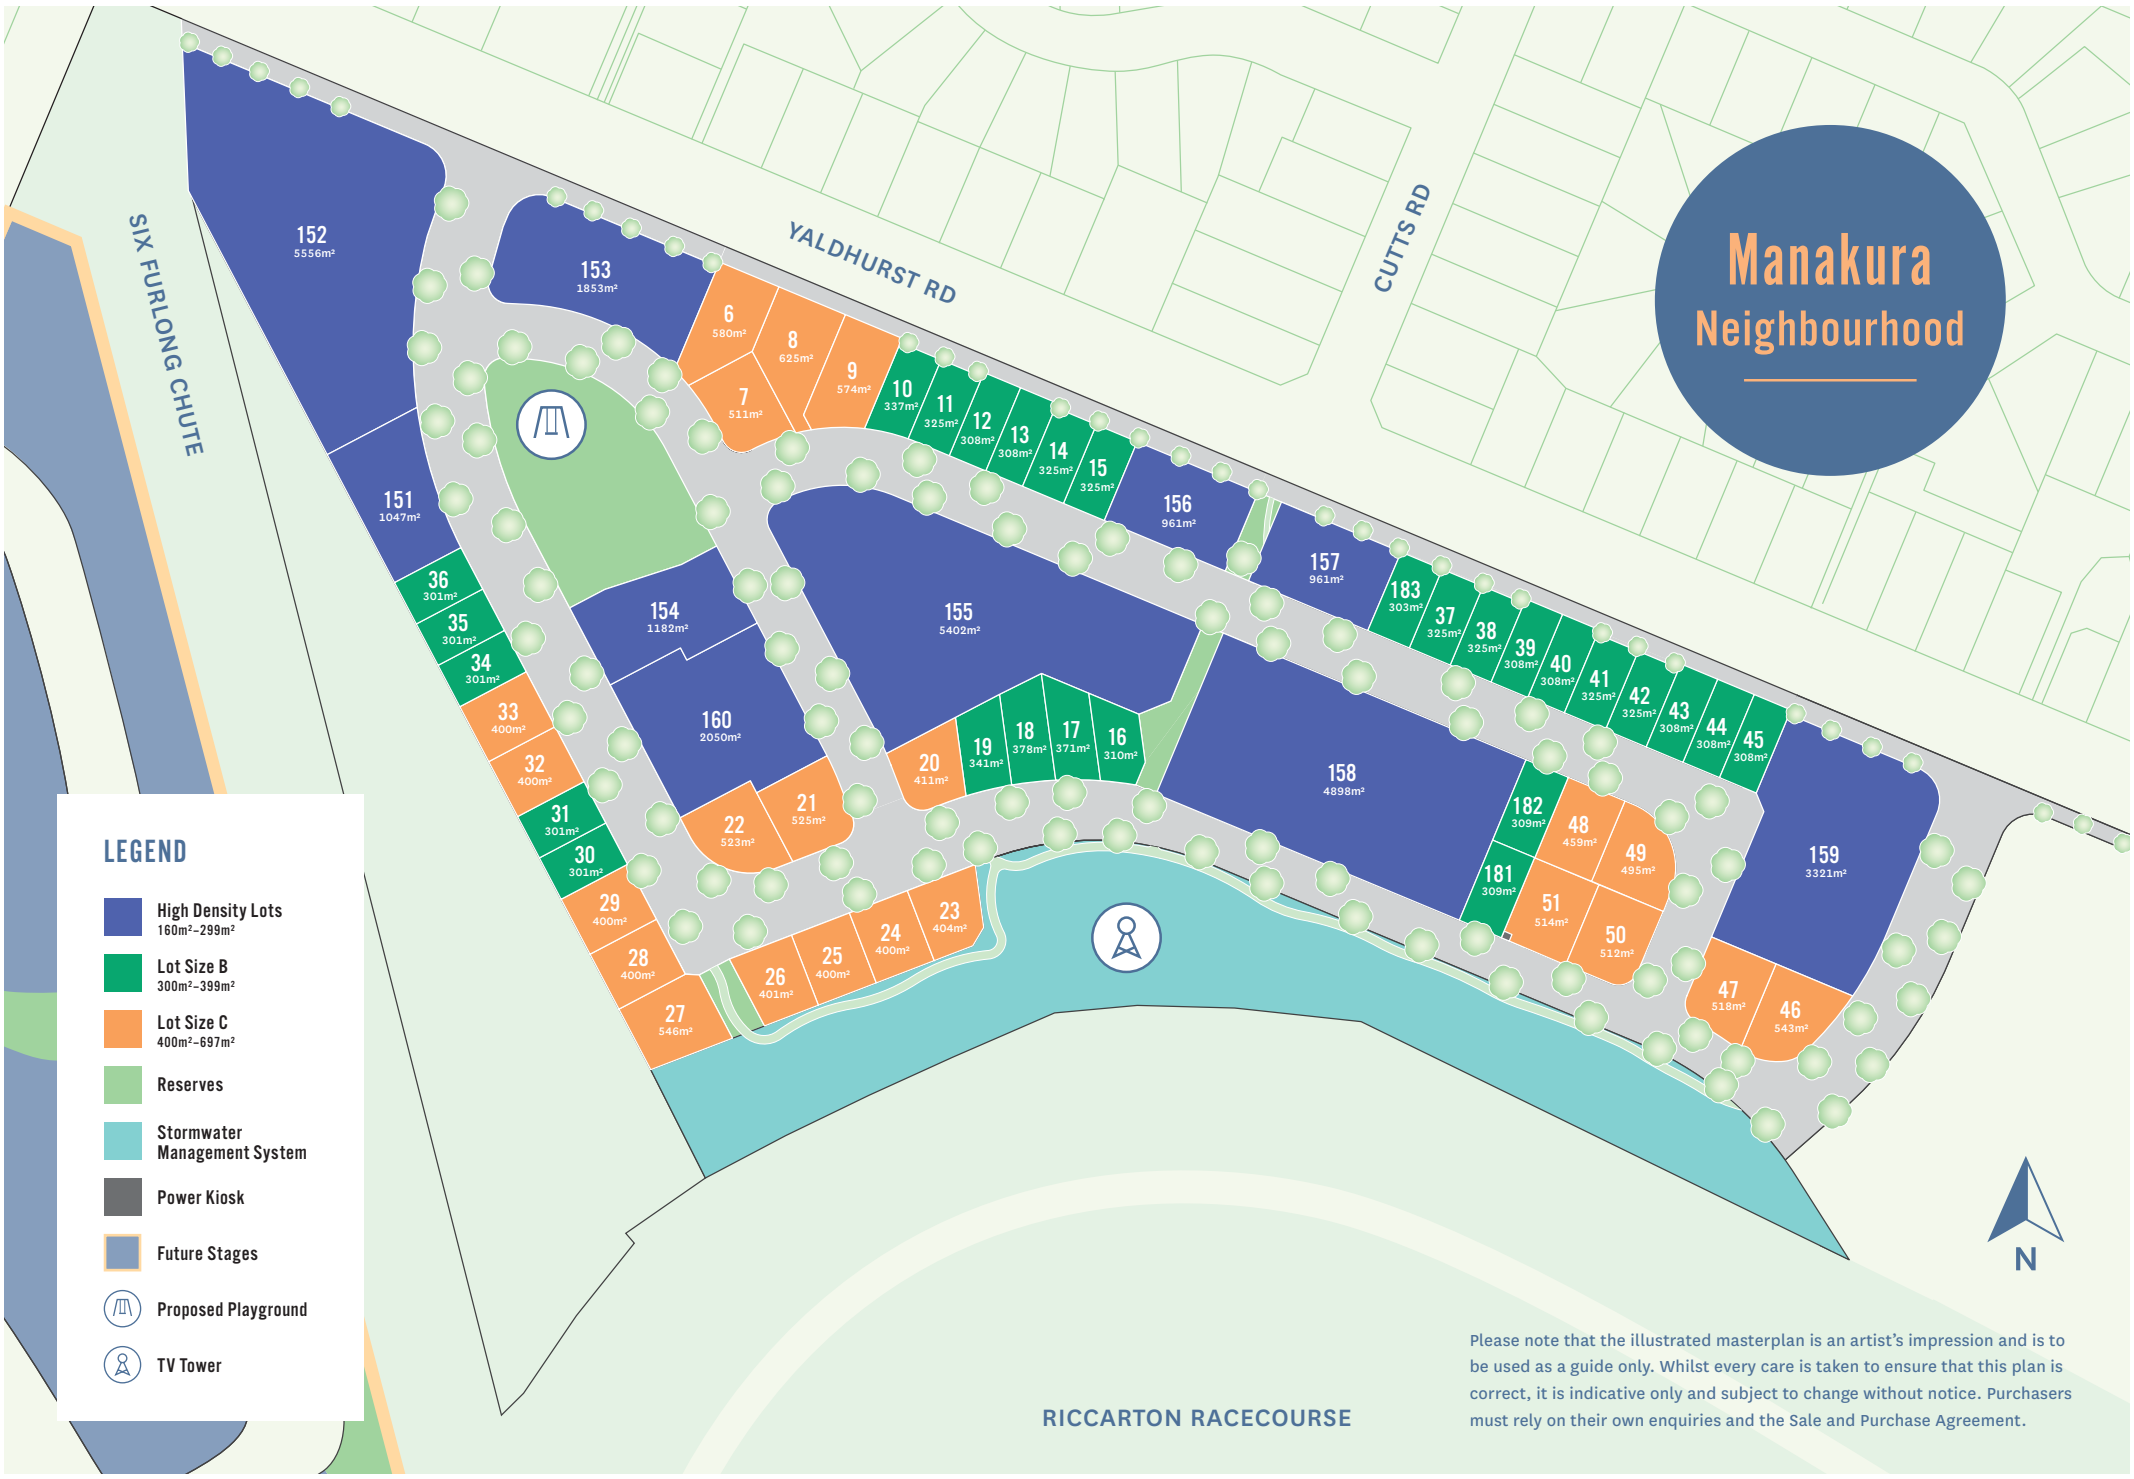 Manakura
Neighbourhood
SIX FURLONG CHUTE
YALDHURST RD
CUTTS RD
152
5556m²
153
1853m²
6
580m²
7
511m²
8
625m²
9
574m²
10
337m²
11
325m²
12
308m²
13
308m²
14
325m²
15
325m²
156
961m²
157
961m²
183
303m²
37
325m²
38
325m²
39
308m²
40
308m²
41
325m²
42
325m²
43
308m²
44
308m²
45
308m²
151
1047m²
36
301m²
35
301m²
34
301m²
33
400m²
32
400m²
31
301m²
30
301m²
29
400m²
28
400m²
27
546m²
154
1182m²
160
2050m²
22
523m²
21
525m²
155
5402m²
20
411m²
19
341m²
18
378m²
17
371m²
16
310m²
158
4898m²
182
309m²
181
309m²
48
459m²
49
495m²
51
514m²
50
512m²
159
3321m²
47
518m²
46
543m²
26
401m²
25
400m²
24
400m²
23
404m²
LEGEND
High Density Lots
160m²–299m²
Lot Size B
300m²–399m²
Lot Size C
400m²–697m²
Reserves
Stormwater
Management System
Power Kiosk
Future Stages
Proposed Playground
TV Tower
N
RICCARTON RACECOURSE
Please note that the illustrated masterplan is an artist's impression and is to
be used as a guide only. Whilst every care is taken to ensure that this plan is
correct, it is indicative only and subject to change without notice. Purchasers
must rely on their own enquiries and the Sale and Purchase Agreement.